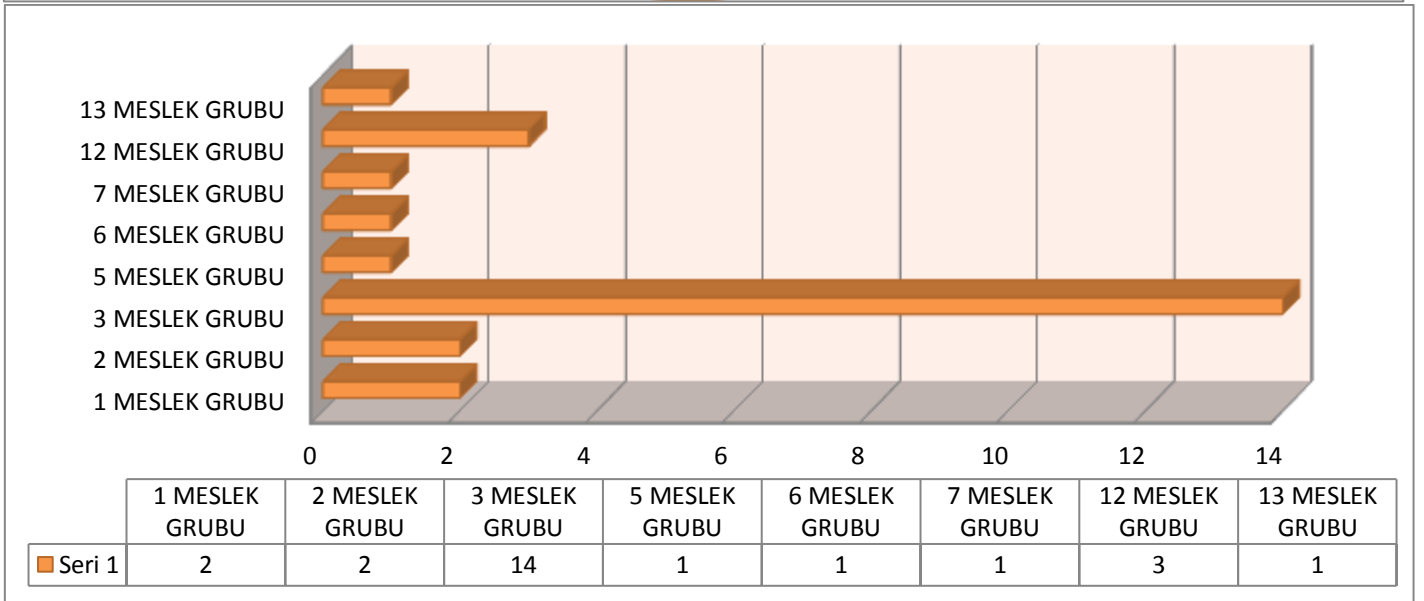 13 MESLEK GRUBU
12 MESLEK GRUBU
7 MESLEK GRUBU
6 MESLEK GRUBU
5 MESLEK GRUBU
3 MESLEK GRUBU
2 MESLEK GRUBU
1 MESLEK GRUBU
0 2 4 6 8 10 12 14
1 MESLEK 2 MESLEK 3 MESLEK 5 MESLEK 6 MESLEK 7 MESLEK 12 MESLEK 13 MESLEK
GRUBU GRUBU GRUBU GRUBU GRUBU GRUBU GRUBU GRUBU
Seri 1 2 2 14 1 1 1 3 1